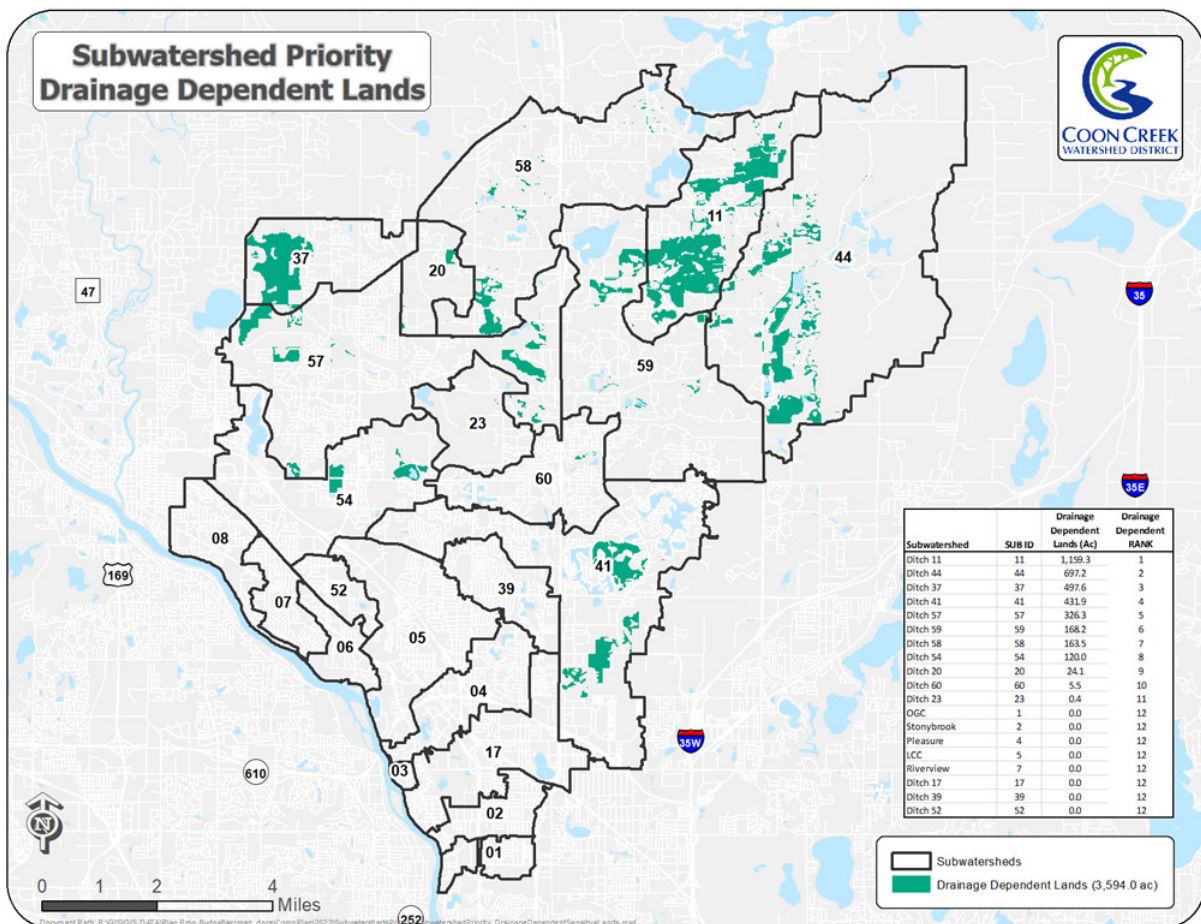 Subwatershed Priority
Drainage Dependent Lands
COON CREEK
WATERSHED DISTRICT
58
11
37
20
44
47
35
57
59
23
60
35E
54
08
41
169
52
39
07
05
06
04
35W
17
03
610
02
01
252
Subwatershed SUB ID Drainage Dependent Lands (Ac) Drainage Dependent RANK
Ditch 11 11 1,159.3 1
Ditch 44 44 697.2 2
Ditch 37 37 497.6 3
Ditch 41 41 431.9 4
Ditch 57 57 326.3 5
Ditch 59 59 168.2 6
Ditch 58 58 163.5 7
Ditch 54 54 120.0 8
Ditch 20 20 24.1 9
Ditch 60 60 5.5 10
Ditch 23 23 0.4 11
OGC 1 0.0 12
Stonybrook 2 0.0 12
Pleasure 4 0.0 12
LCC 5 0.0 12
Riverview 7 0.0 12
Ditch 17 17 0.0 12
Ditch 39 39 0.0 12
Ditch 52 52 0.0 12
Subwatersheds
Drainage Dependent Lands (3,594.0 ac)
N
0 1 2 4
Miles